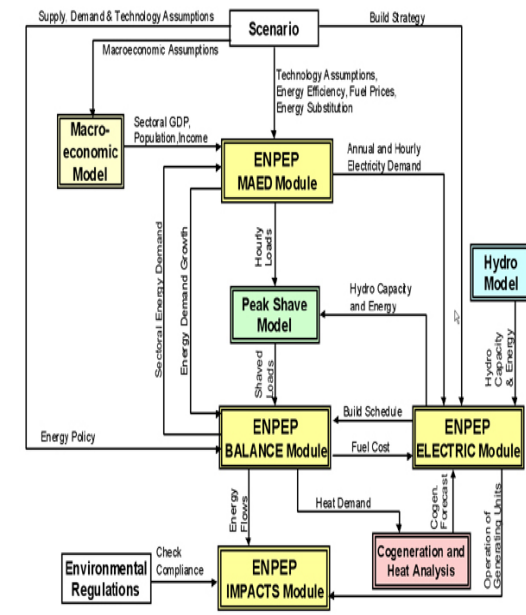 Supply, Demand & Technology Assumptions
Build Strategy
Scenario
Macroeconomic Assumptions
Technology Assumptions,
Energy Efficiency, Fuel Prices,
Energy Substitution
Macro-
economic
Model
Sectoral GDP,
Population,Income
ENPEP
MAED Module
Annual and Hourly
Electricity Demand
Sectoral Energy Demand
Energy Demand Growth
Hourly
Loads
Hydro
Model
Peak Shave
Model
Hydro Capacity
and Energy
Hydro
Capacity
& Energy
Shaved
Loads
Energy Policy
ENPEP
BALANCE Module
Build Schedule
Fuel Cost
ENPEP
ELECTRIC Module
Energy
Flows
Heat Demand
Cogen.
Forecast
Operation of
Generating Units
Cogeneration and
Heat Analysis
Environmental
Regulations
Check
Compliance
ENPEP
IMPACTS Module